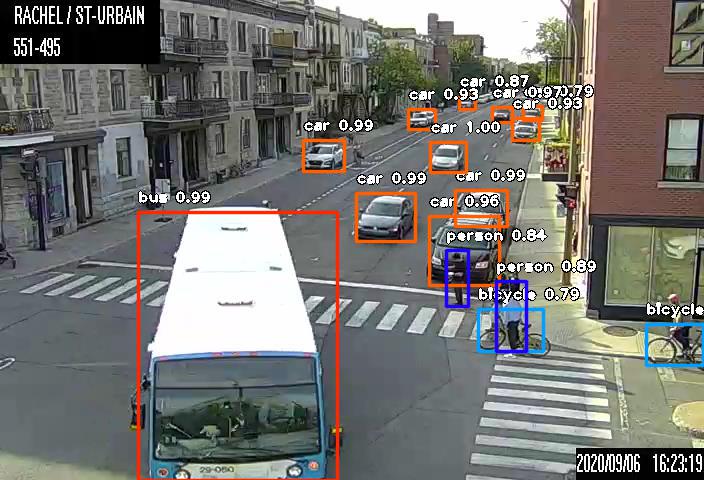 RACHEL / ST-URBAIN
551-495
car 0.87
car 0.93
car 0.97
0.79
car 0.93
car 0.99
car 1.00
car 0.99
car 0.99
bus 0.99
car 0.96
person 0.84
person 0.89
bicycle 0.79
bicycle
29-050
2020/09/06 16:23:19